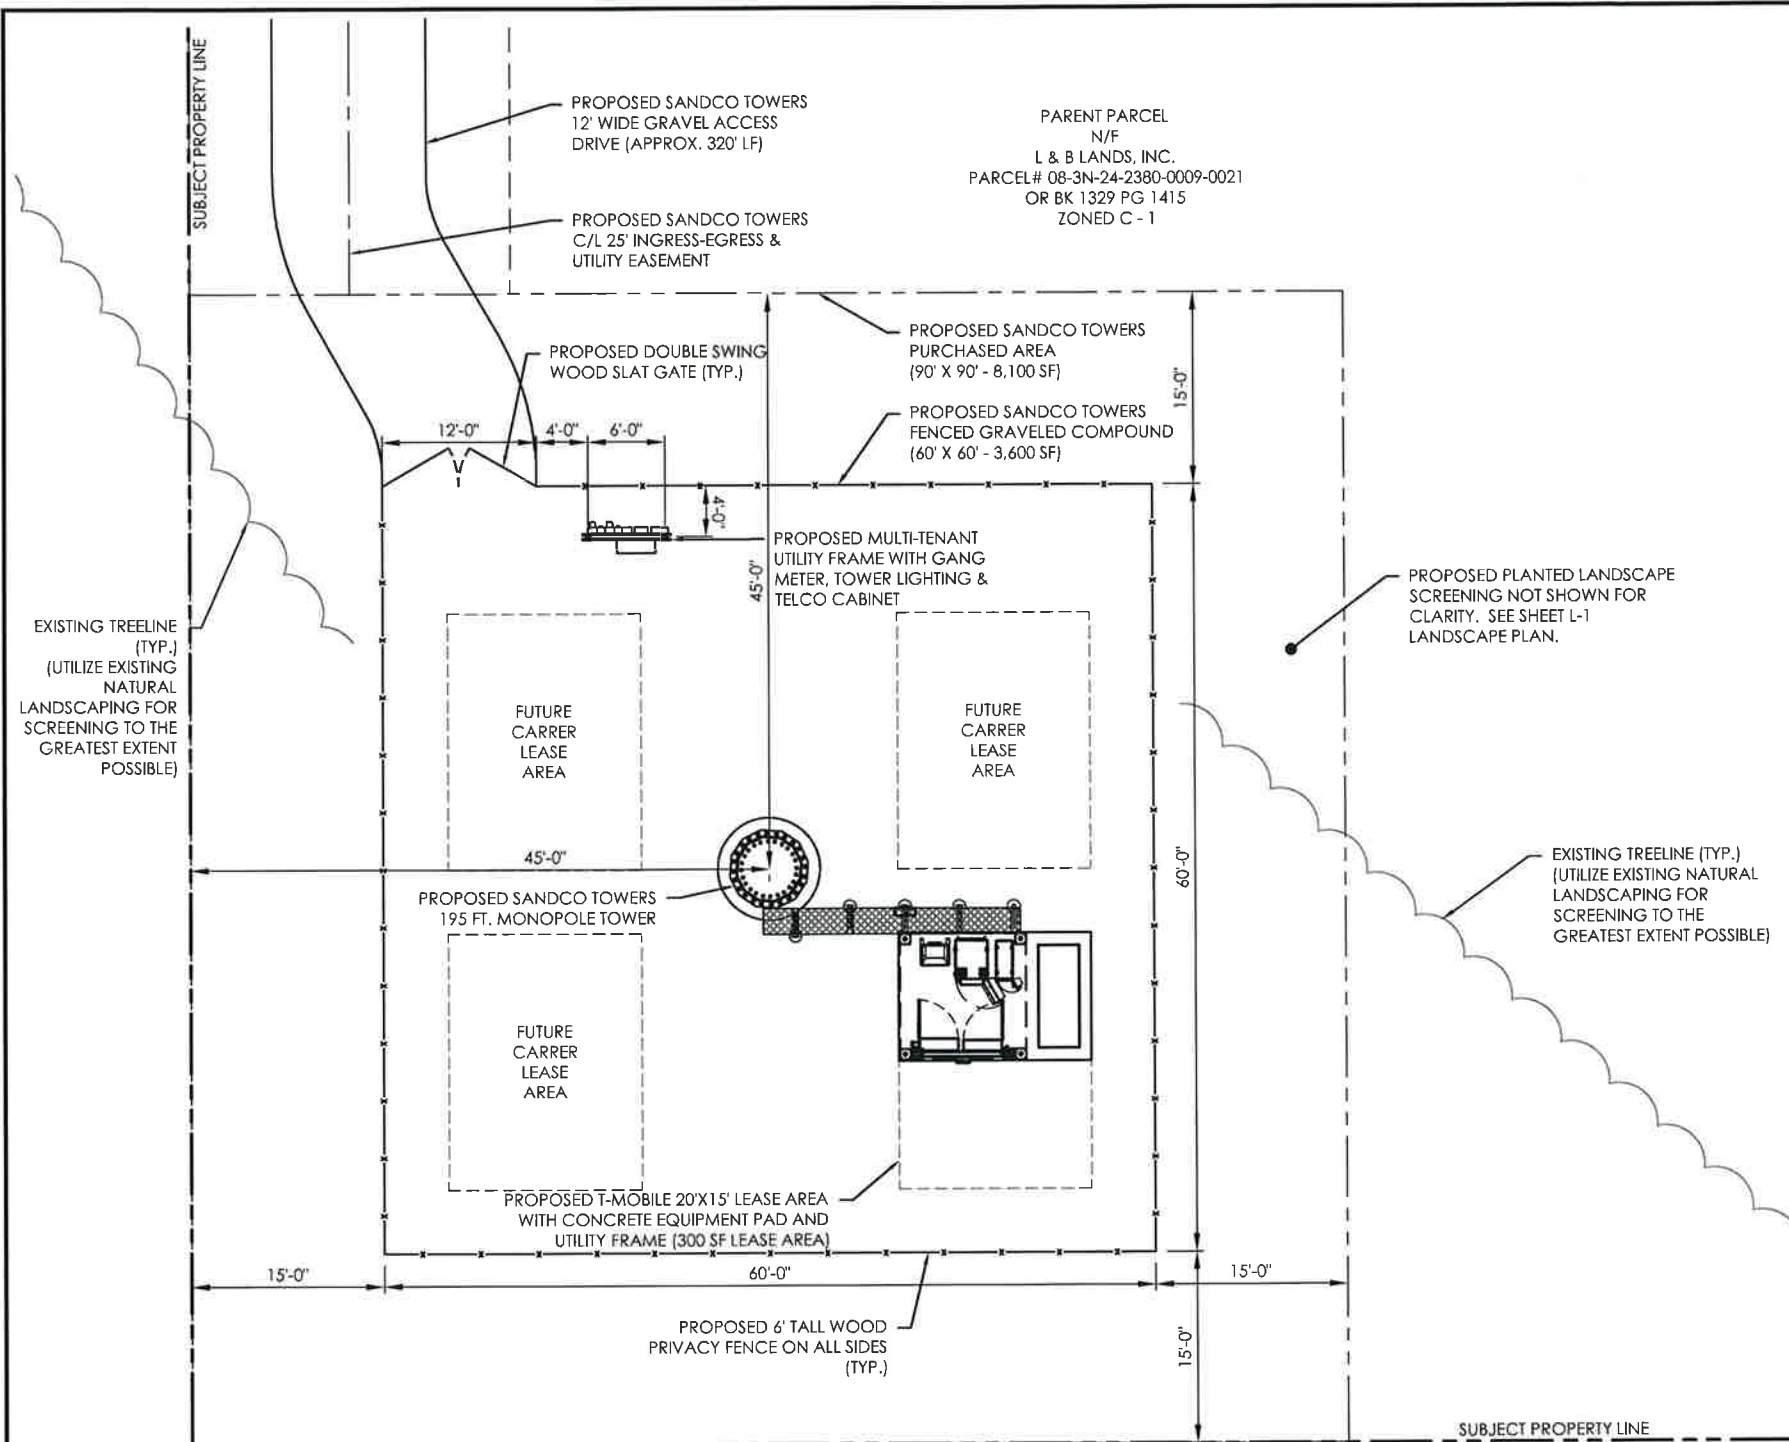 SUBJECT PROPERTY LINE
PROPOSED SANDCO TOWERS
12' WIDE GRAVEL ACCESS
DRIVE (APPROX. 320' LF)
PARENT PARCEL
N/F
L & B LANDS, INC.
PARCEL# 08-3N-24-2380-0009-0021
OR BK 1329 PG 1415
ZONED C - 1
PROPOSED SANDCO TOWERS
C/L 25' INGRESS-EGRESS &
UTILITY EASEMENT
PROPOSED SANDCO TOWERS
PURCHASED AREA
(90' X 90' - 8,100 SF)
PROPOSED DOUBLE SWING
WOOD SLAT GATE (TYP.)
15'-0"
PROPOSED SANDCO TOWERS
FENCED GRAVELED COMPOUND
(60' X 60' - 3,600 SF)
12'-0"
4'-0"
6'-0"
4'-0"
PROPOSED MULTI-TENANT
UTILITY FRAME WITH GANG
METER, TOWER LIGHTING &
TELCO CABINET
45'-0"
PROPOSED PLANTED LANDSCAPE
SCREENING NOT SHOWN FOR
CLARITY. SEE SHEET L-1
LANDSCAPE PLAN.
EXISTING TREELINE
(TYP.)
(UTILIZE EXISTING
NATURAL
LANDSCAPING FOR
SCREENING TO THE
GREATEST EXTENT
POSSIBLE)
FUTURE
CARRER
LEASE
AREA
FUTURE
CARRER
LEASE
AREA
45'-0"
60'-0"
EXISTING TREELINE (TYP.)
(UTILIZE EXISTING NATURAL
LANDSCAPING FOR
SCREENING TO THE
GREATEST EXTENT POSSIBLE)
PROPOSED SANDCO TOWERS
195 FT. MONOPOLE TOWER
FUTURE
CARRER
LEASE
AREA
PROPOSED T-MOBILE 20'X15' LEASE AREA
WITH CONCRETE EQUIPMENT PAD AND
UTILITY FRAME (300 SF LEASE AREA)
15'-0"
60'-0"
15'-0"
PROPOSED 6' TALL WOOD
PRIVACY FENCE ON ALL SIDES
(TYP.)
15'-0"
SUBJECT PROPERTY LINE